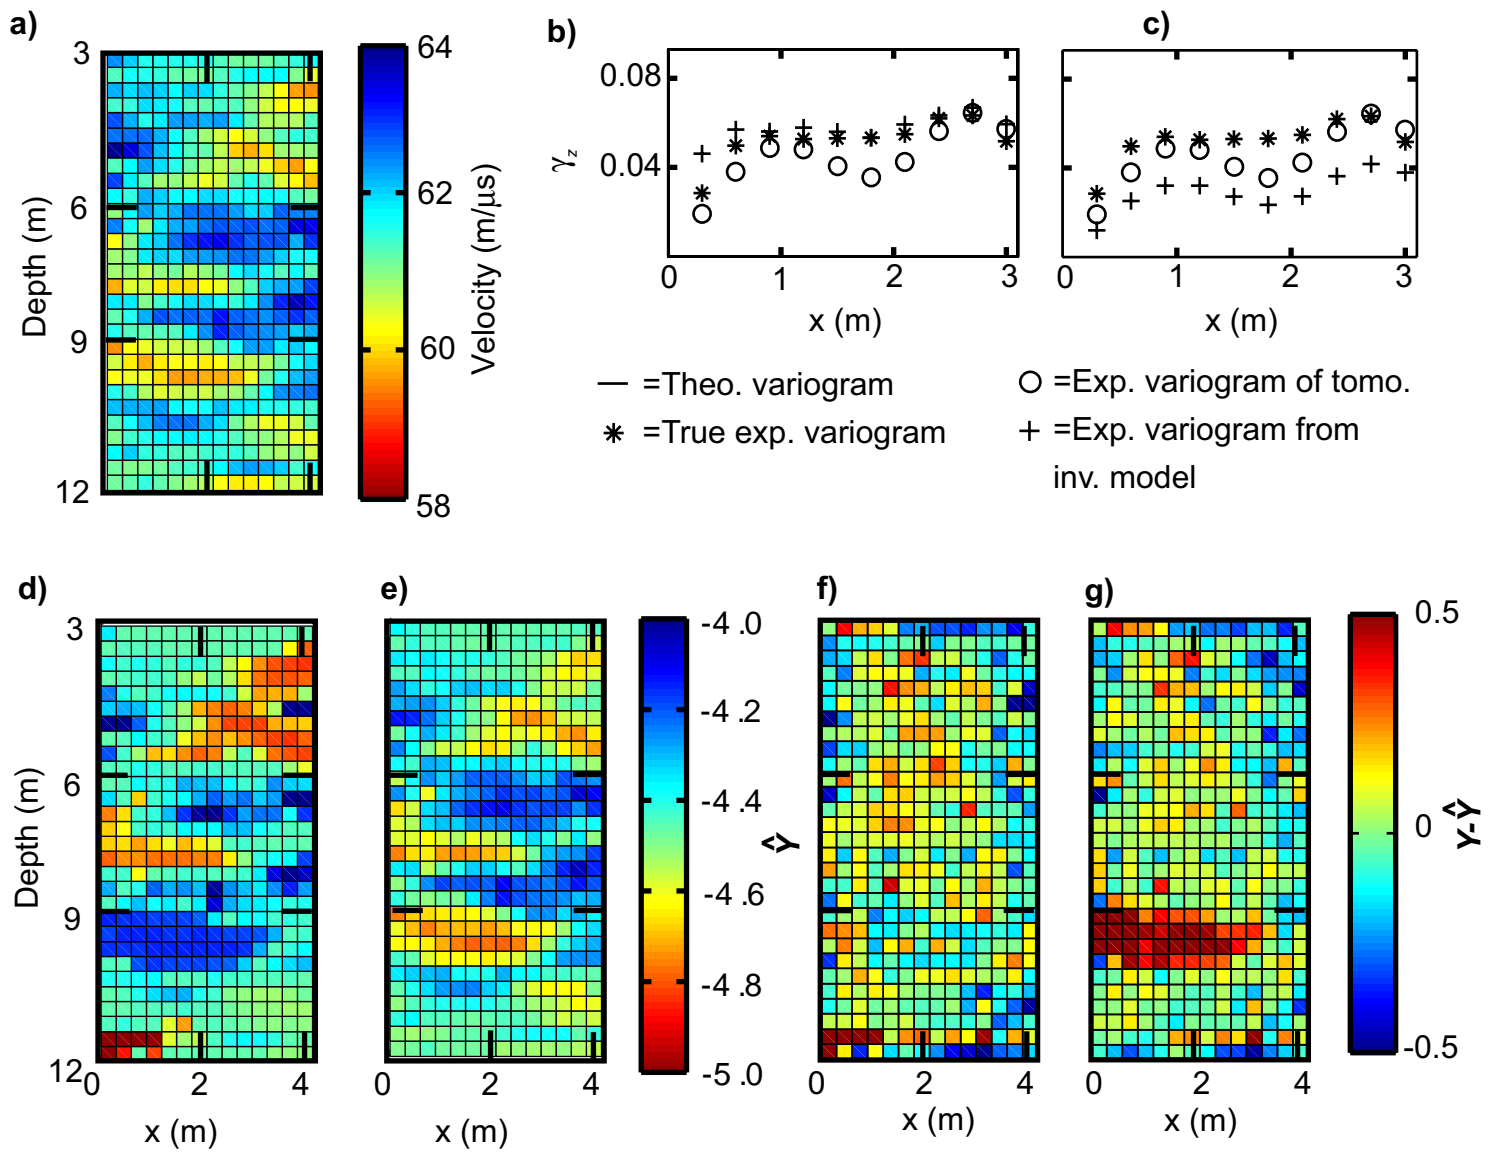 a)
3
6
9
12
Depth (m)
64
62
60
58
Velocity (m/µs)
b)
0.08
0.04
γz
0 1 2 3
x (m)
c)
0 1 2 3
x (m)
=Theo. variogram
=True exp. variogram
=Exp. variogram of tomo.
=Exp. variogram from
inv. model
d)
3
6
9
12
Depth (m)
0 2 4
x (m)
e)
0 2 4
x (m)
-4.0
-4.2
-4.4
-4.6
-4.8
-5.0
Ŷ
f)
0 2 4
x (m)
g)
0 2 4
x (m)
0.5
0
-0.5
Y-Ŷ